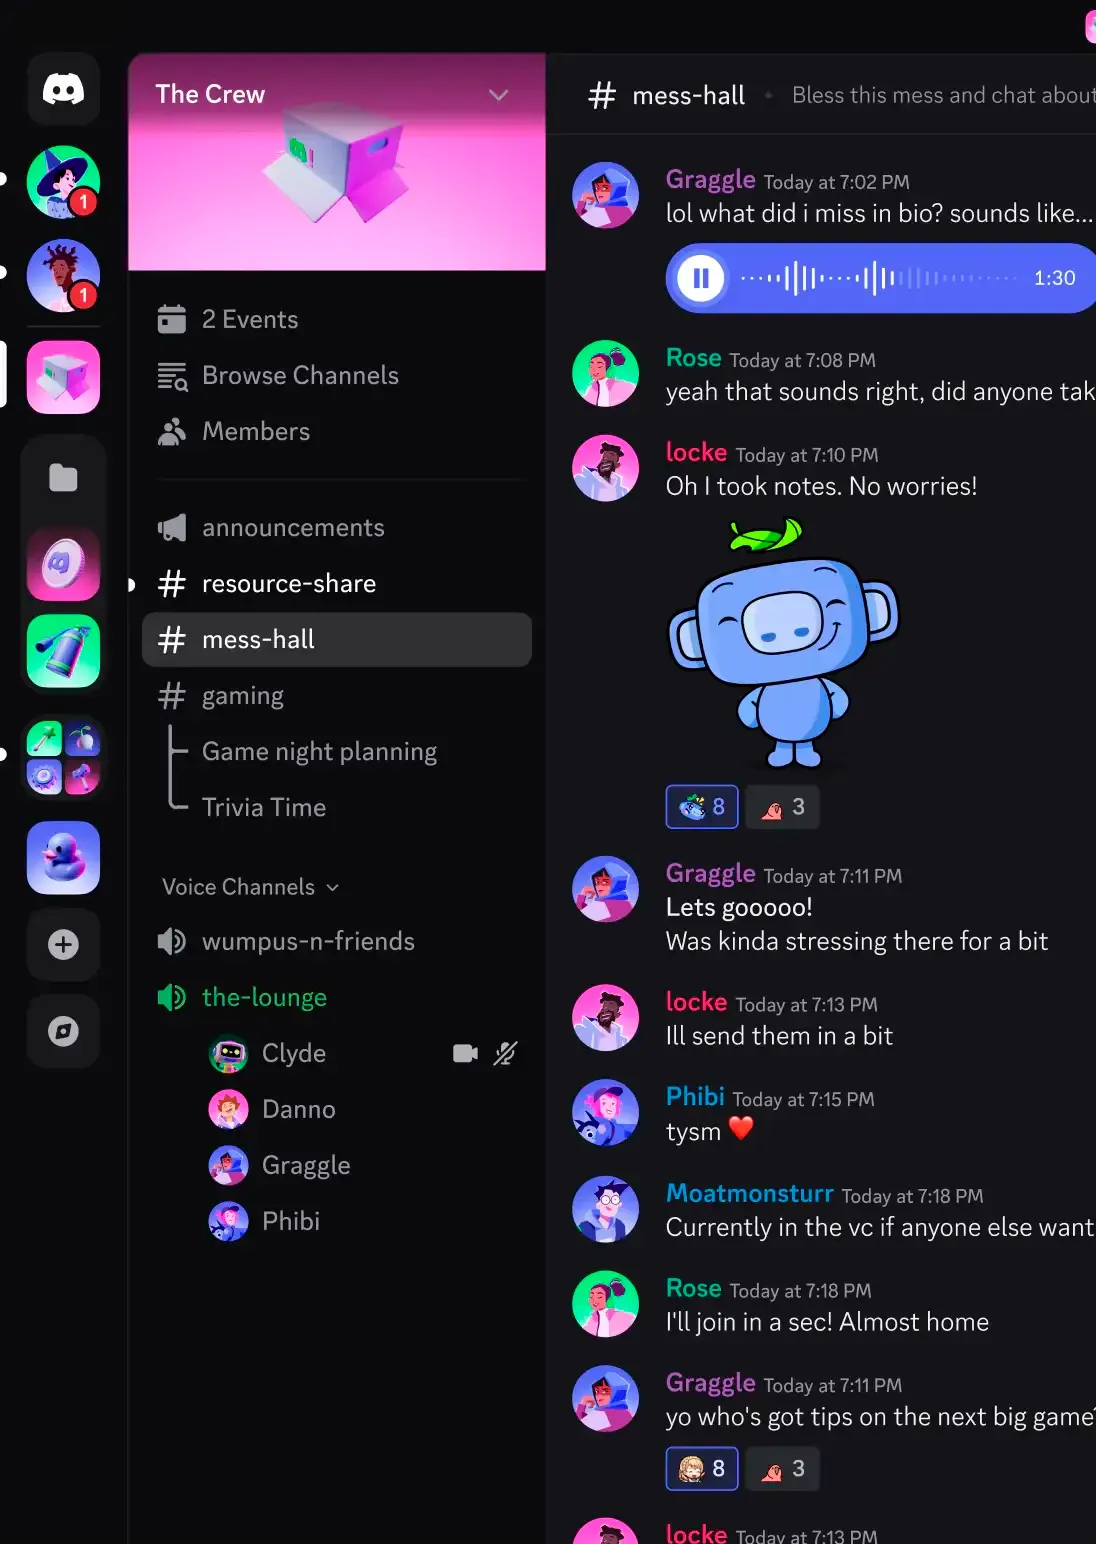 The Crew
1
1
2 Events
Browse Channels
Members
announcements
resource-share
mess-hall
gaming
Game night planning
Trivia Time
Voice Channels
wumpus-n-friends
the-lounge
Clyde
Danno
Graggle
Phibi
# mess-hall • Bless this mess and chat about
Graggle Today at 7:02 PM
lol what did i miss in bio? sounds like...
1:30
Rose Today at 7:08 PM
yeah that sounds right, did anyone tak
locke Today at 7:10 PM
Oh I took notes. No worries!
8 3
Graggle Today at 7:11 PM
Lets gooooo!
Was kinda stressing there for a bit
locke Today at 7:13 PM
Ill send them in a bit
Phibi Today at 7:15 PM
tysm ❤️
Moatmonsturr Today at 7:18 PM
Currently in the vc if anyone else want
Rose Today at 7:18 PM
I'll join in a sec! Almost home
Graggle Today at 7:11 PM
yo who's got tips on the next big game?
8 3
locke Today at 7:13 PM